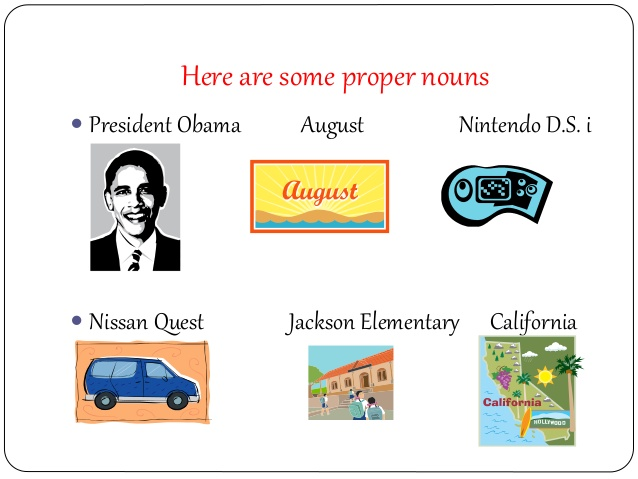 Here are some proper nouns
President Obama August Nintendo D.S. i
August
Nissan Quest Jackson Elementary California
California
HOLLYWOOD